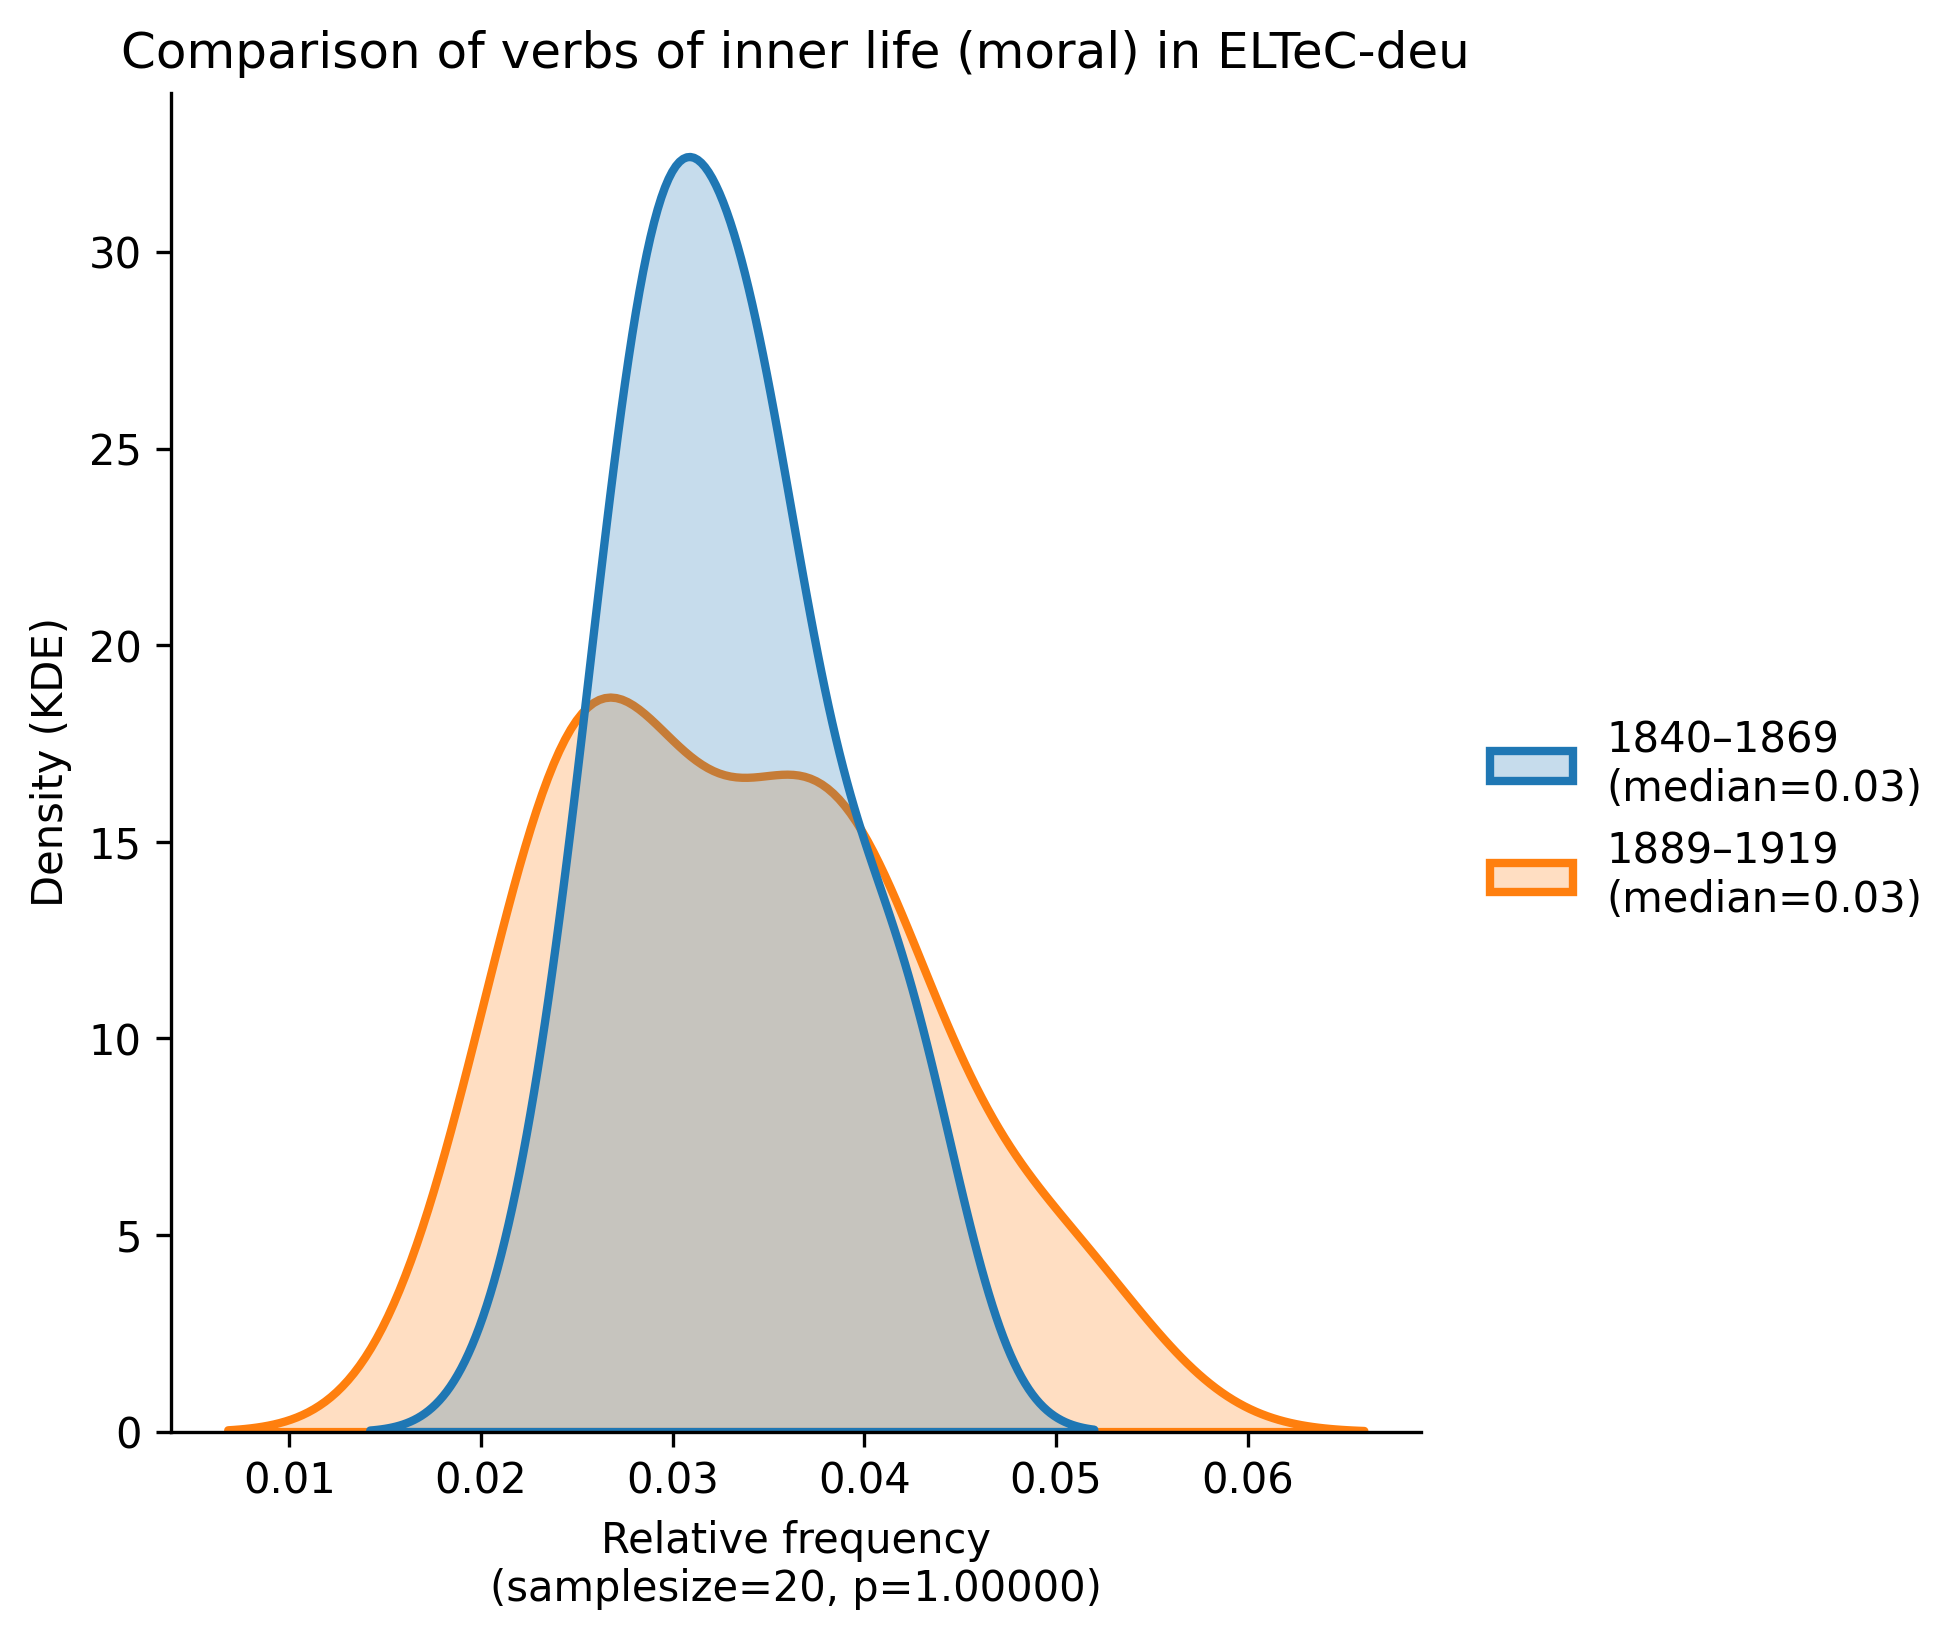 Comparison of verbs of inner life (moral) in ELTeC-deu
30
25
20
15
10
5
0
Density (KDE)
0.01 0.02 0.03 0.04 0.05 0.06
Relative frequency
(samplesize=20, p=1.00000)
1840–1869
(median=0.03)
1889–1919
(median=0.03)